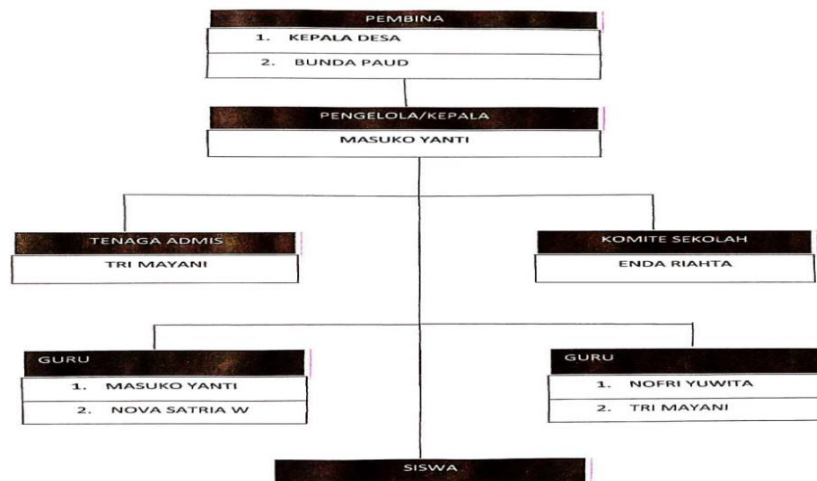 PEMBINA
1. KEPALA DESA
2. BUNDA PAUD
PENGELOLA/KEPALA
MASUKO YANTI
TENAGA ADMIS
TRI MAYANI
KOMITE SEKOLAH
ENDA RIAHTA
GURU
1. MASUKO YANTI
2. NOVA SATRIA W
GURU
1. NOFRI YUWITA
2. TRI MAYANI
SISWA